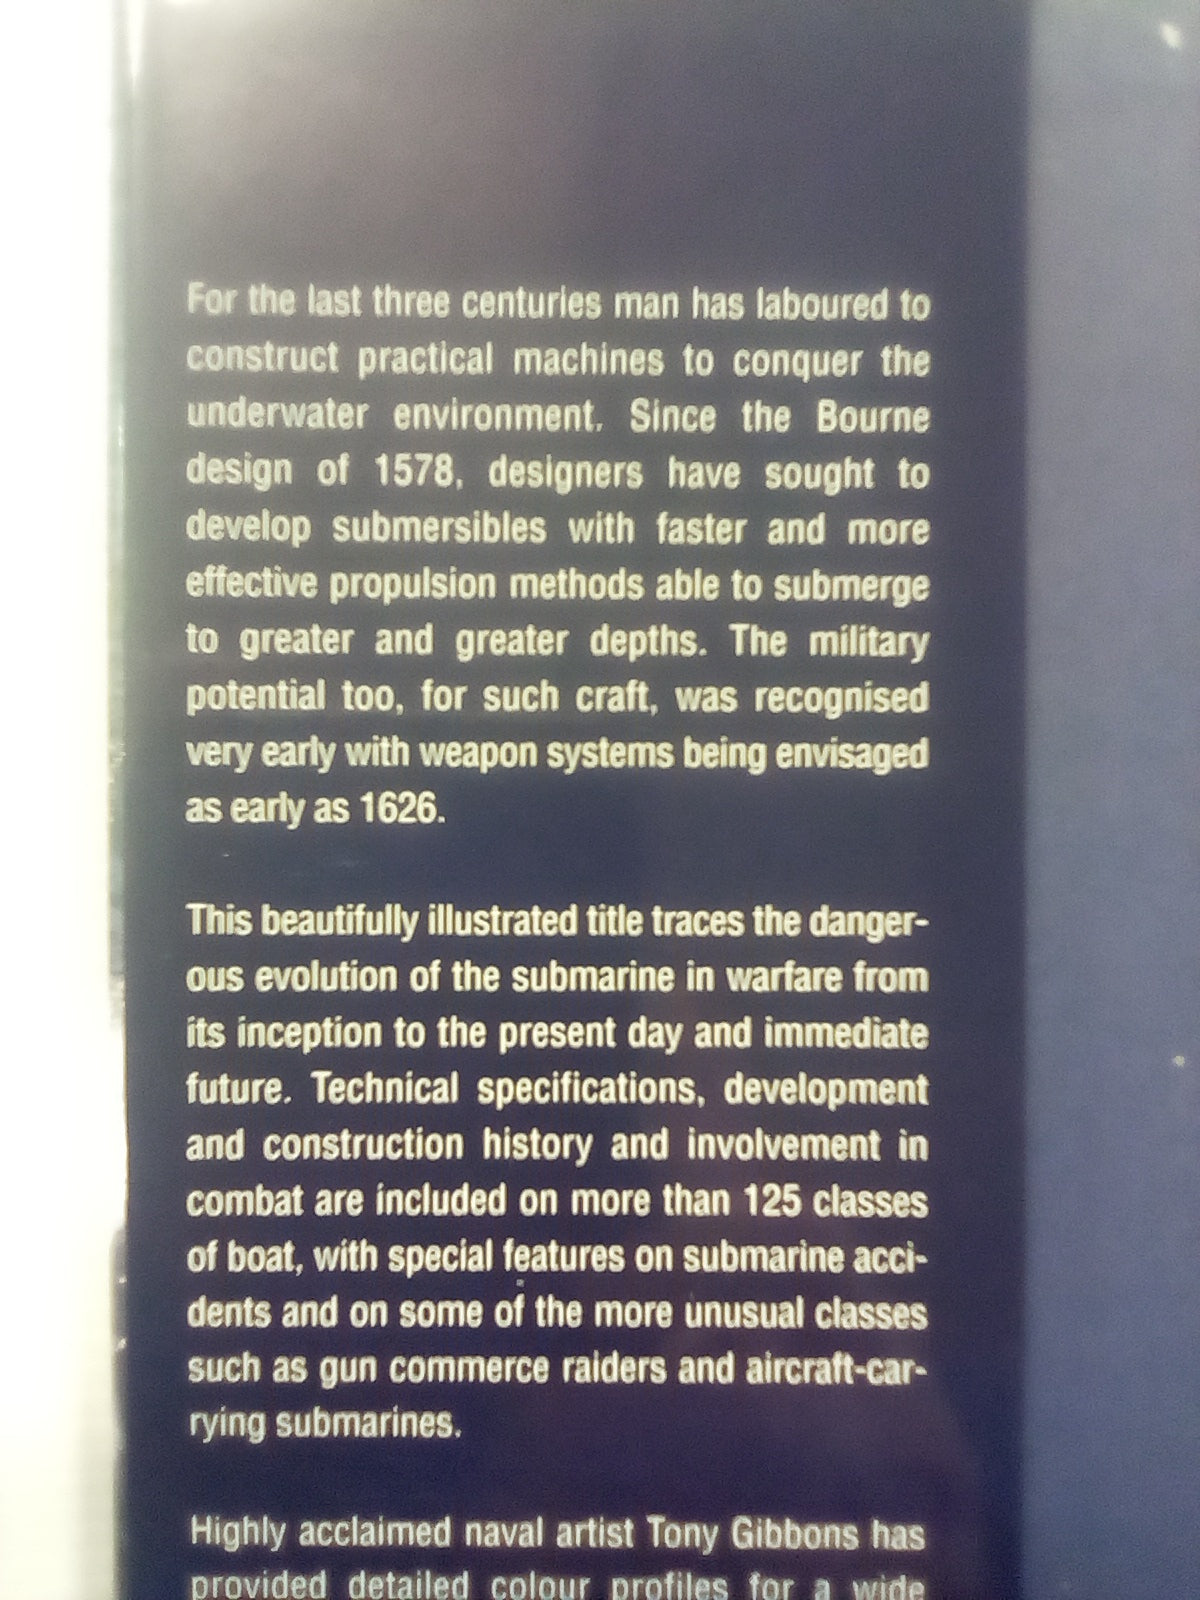 For the last three centuries man has laboured to
construct practical machines to conquer the
underwater environment. Since the Bourne
design of 1578, designers have sought to
develop submersibles with faster and more
effective propulsion methods able to submerge
to greater and greater depths. The military
potential too, for such craft, was recognised
very early with weapon systems being envisaged
as early as 1626.
This beautifully illustrated title traces the danger-
ous evolution of the submarine in warfare from
its inception to the present day and immediate
future. Technical specifications, development
and construction history and involvement in
combat are included on more than 125 classes
of boat, with special features on submarine acci-
dents and on some of the more unusual classes
such as gun commerce raiders and aircraft-car-
rying submarines.
Highly acclaimed naval artist Tony Gibbons has
provided detailed colour profiles for a wide